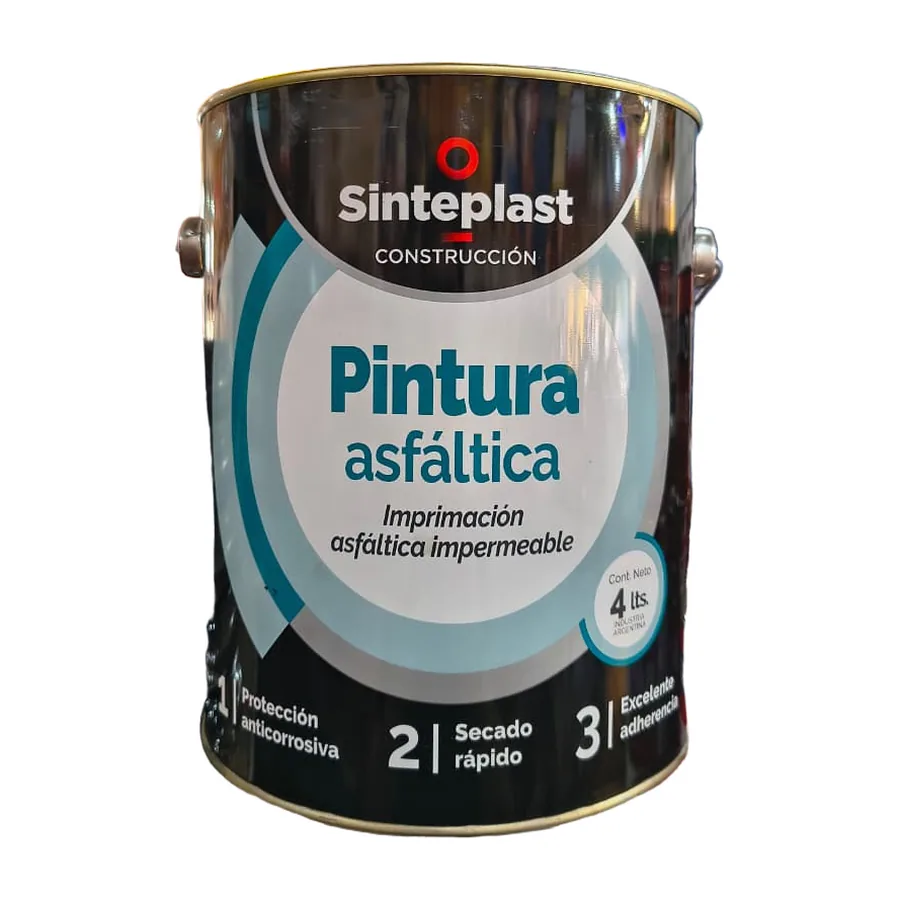 Sinteplast
CONSTRUCCIÓN
Pintura
asfáltica
Imprimación
asfáltica impermeable
Cont. Neto
4 lts.
INDUSTRIA
ARGENTINA
1 Protección
anticorrosiva
2 Secado
rápido
3 Excelente
adherencia